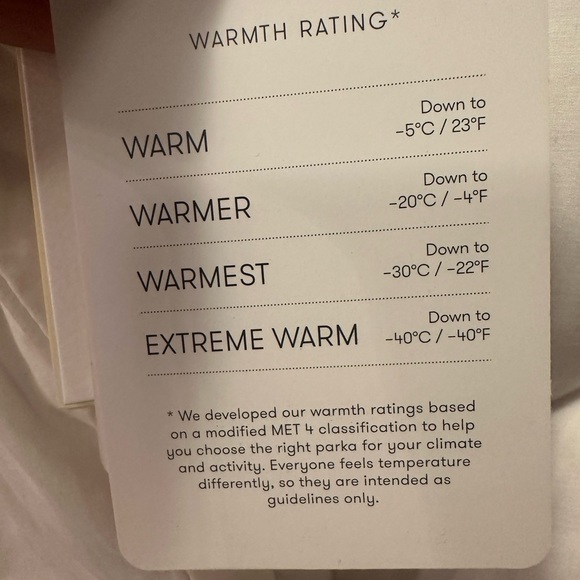 WARMTH RATING*
Down to
WARM
–5°C / 23°F
Down to
WARMER
–20°C / –4°F
Down to
WARMEST
–30°C / –22°F
Down to
EXTREME WARM
–40°C / –40°F
* We developed our warmth ratings based
on a modified MET 4 classification to help
you choose the right parka for your climate
and activity. Everyone feels temperature
differently, so they are intended as
guidelines only.